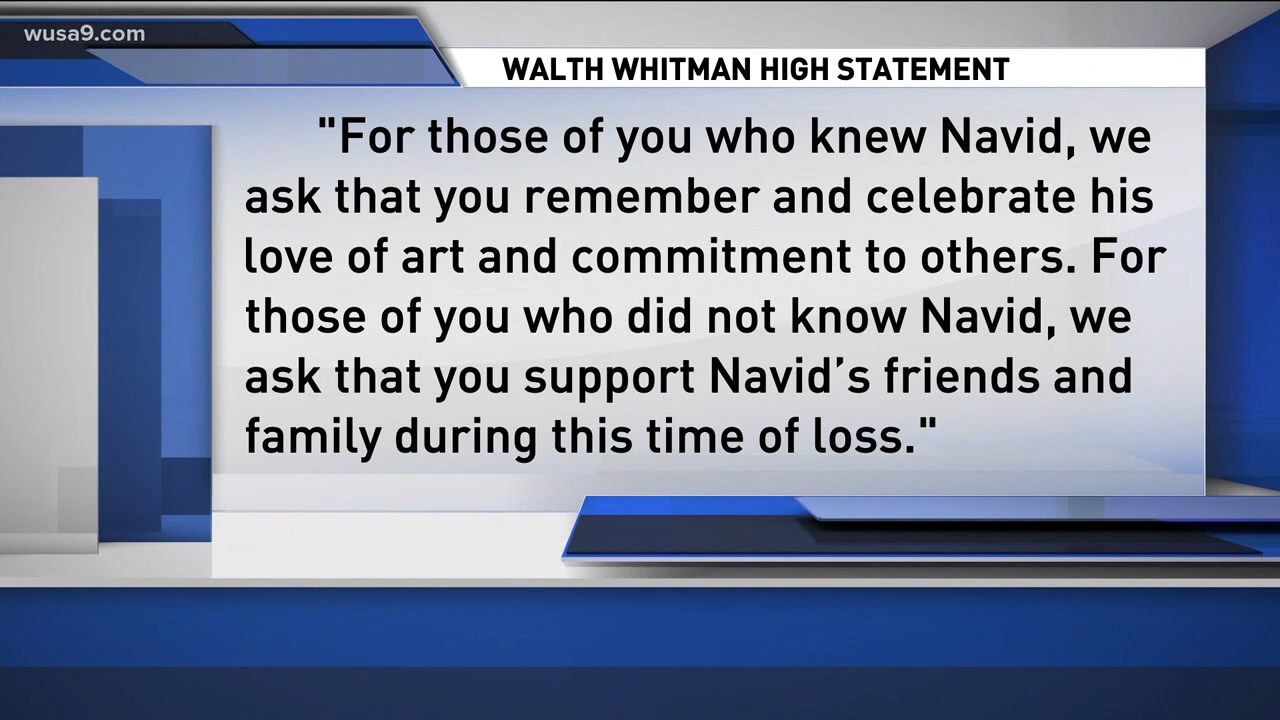 wusa9.com
WALTH WHITMAN HIGH STATEMENT
"For those of you who knew Navid, we
ask that you remember and celebrate his
love of art and commitment to others. For
those of you who did not know Navid, we
ask that you support Navid’s friends and
family during this time of loss."